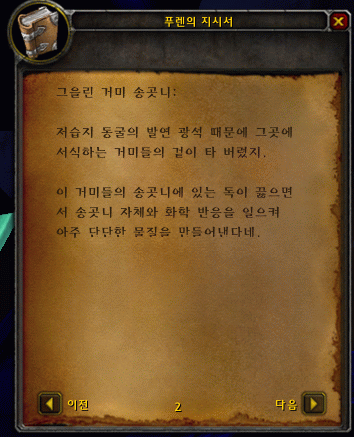 푸렌의 지시서
그을린 거미 송곳니:
저습지 동굴의 발연 광석 때문에 그곳에
서식하는 거미들의 겉이 타 버렸지.
이 거미들의 송곳니에 있는 독이 끓으면
서 송곳니 자체와 화학 반응을 일으켜
아주 단단한 물질을 만들어낸다네.
이전 2 다음